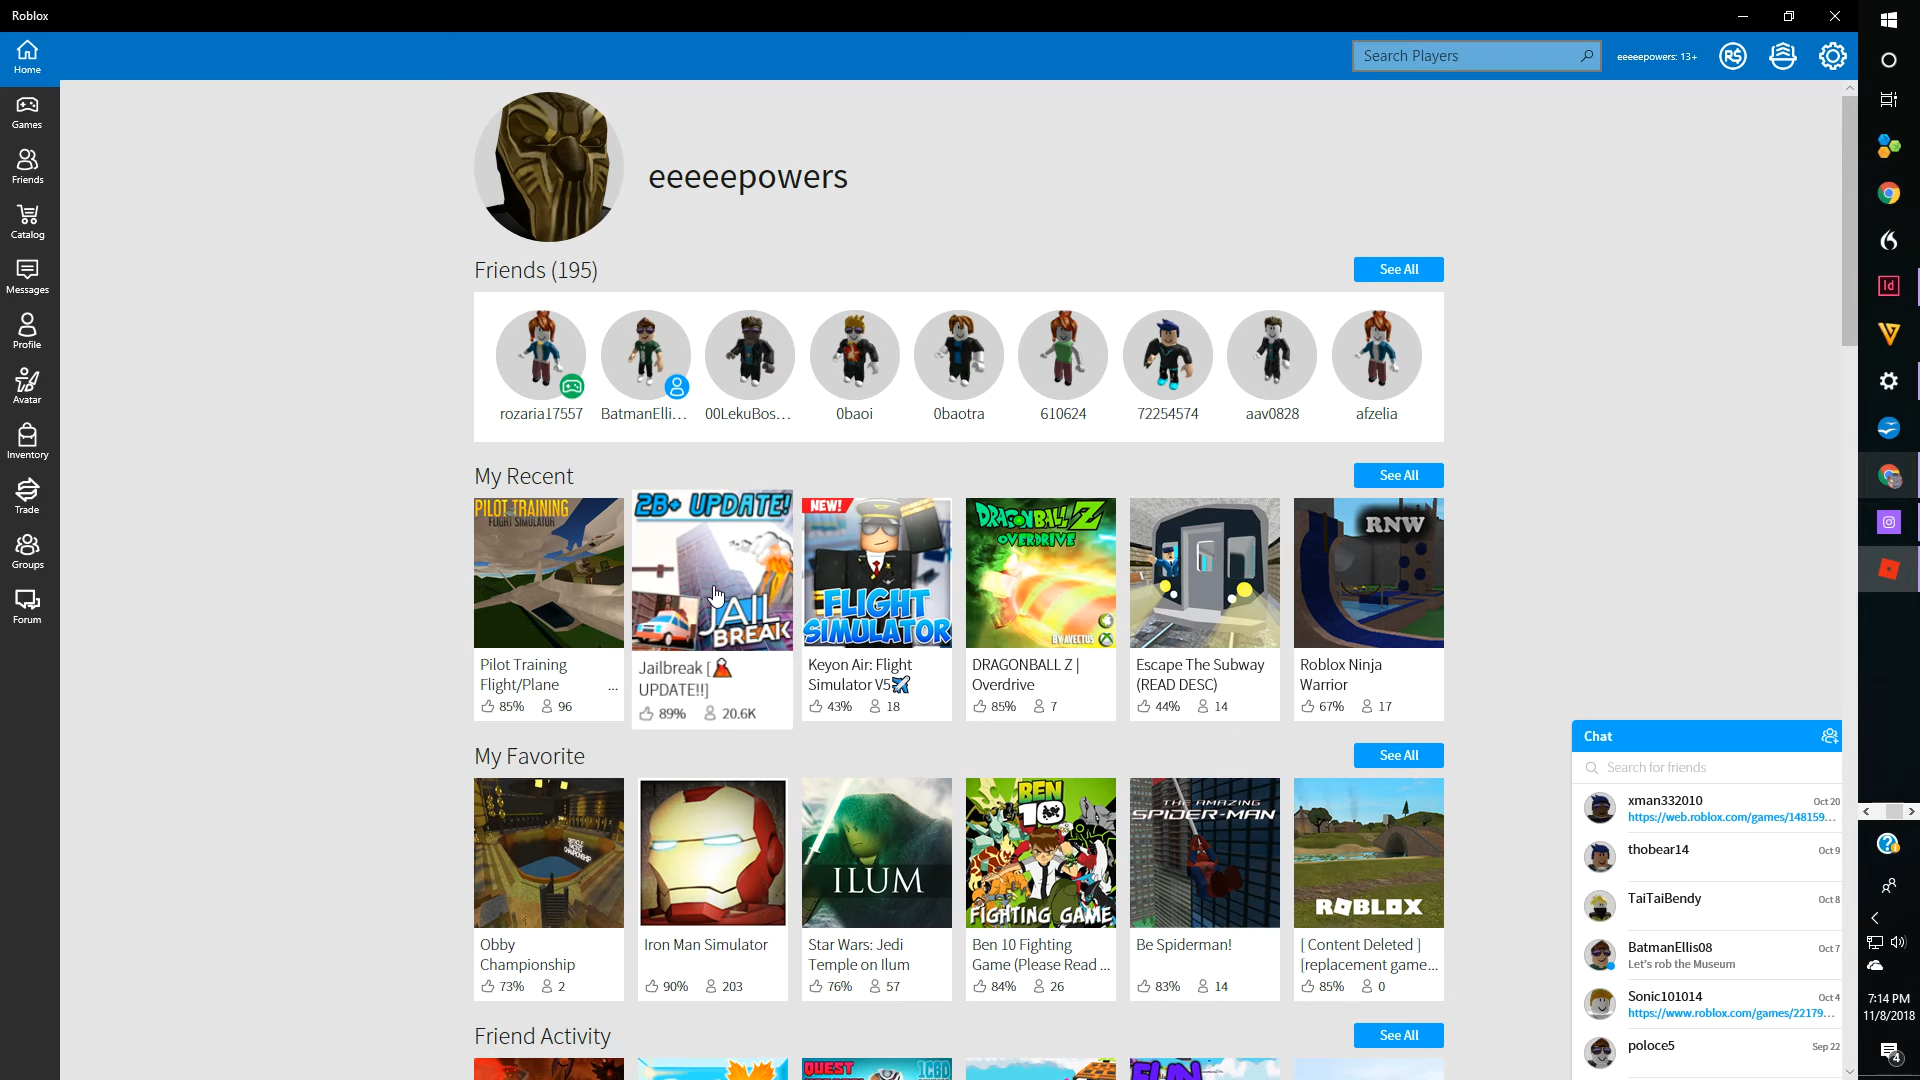 Roblox
Home
Search Players
eeeeepowers: 13+
R$
Games
Friends
Catalog
Messages
Profile
Avatar
Inventory
Trade
Groups
Forum
eeeeepowers
Friends (195)
See All
rozaria17557
BatmanElli...
00LekuBos...
0baoi
0baotra
610624
72254574
aav0828
afzelia
My Recent
See All
PILOT TRAINING
FLIGHT SIMULATOR
2B+ UPDATE!
JAIL
BREAK
NEW!
FLIGHT
SIMULATOR
DRAGONBALL Z
OVERDRIVE
BY AVECTUS
RNW
Pilot Training
Flight/Plane ...
85% 96
Jailbreak [
UPDATE!!]
89% 20.6K
Keyon Air: Flight
Simulator V5
43% 18
DRAGONBALL Z |
Overdrive
85% 7
Escape The Subway
(READ DESC)
44% 14
Roblox Ninja
Warrior
67% 17
My Favorite
See All
ILUM
BEN
10
FIGHTING GAME
THE AMAZING
SPIDER-MAN
ROBLOX
Obby
Championship
73% 2
Iron Man Simulator
90% 203
Star Wars: Jedi
Temple on Ilum
76% 57
Ben 10 Fighting
Game (Please Read ...
84% 26
Be Spiderman!
83% 14
[ Content Deleted ]
[replacement game...
85% 0
Friend Activity
See All
QUEST
FUN
Chat
Search for friends
xman332010 Oct 20
https://web.roblox.com/games/148159...
thobear14 Oct 9
TaiTaiBendy Oct 8
BatmanEllis08 Oct 7
Let's rob the Museum
Sonic101014 Oct 4
https://www.roblox.com/games/22179...
poloce5 Sep 22
Id
7:14 PM
11/8/2018
4